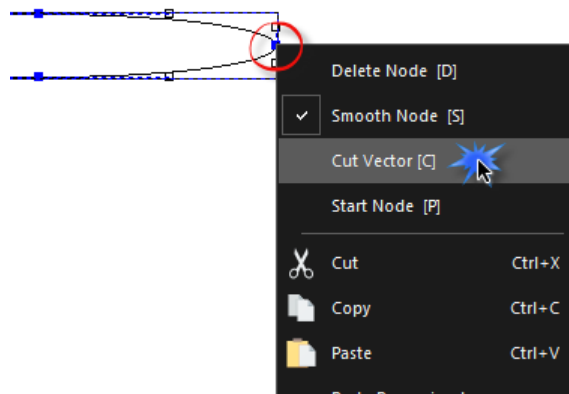 Delete Node [D]
Smooth Node [S]
Cut Vector [C]
Start Node [P]
Cut Ctrl+X
Copy Ctrl+C
Paste Ctrl+V